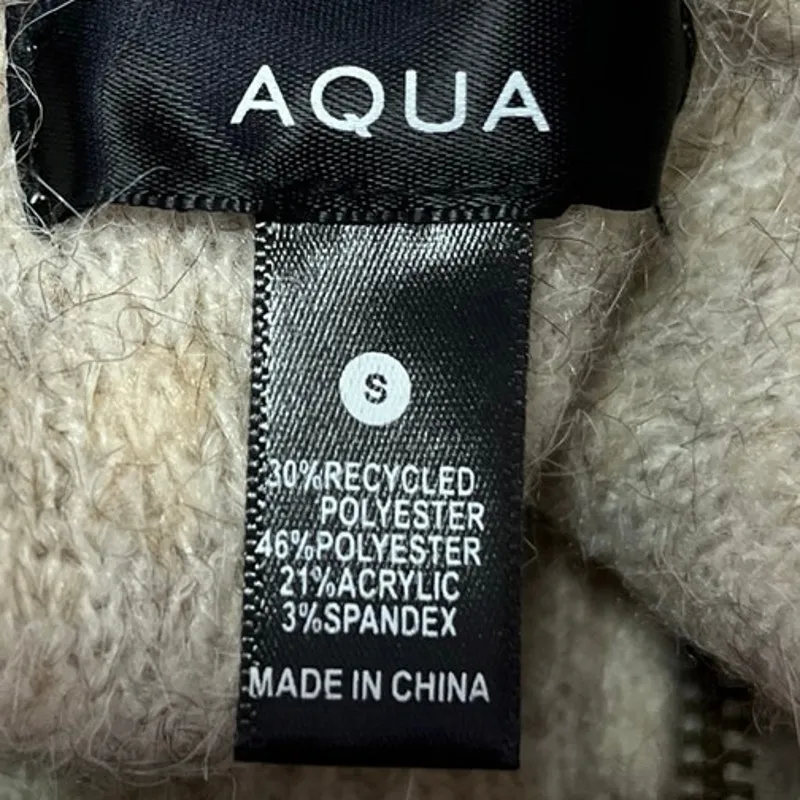 AQUA
S
30%RECYCLED
POLYESTER
46%POLYESTER
21%ACRYLIC
3%SPANDEX
MADE IN CHINA